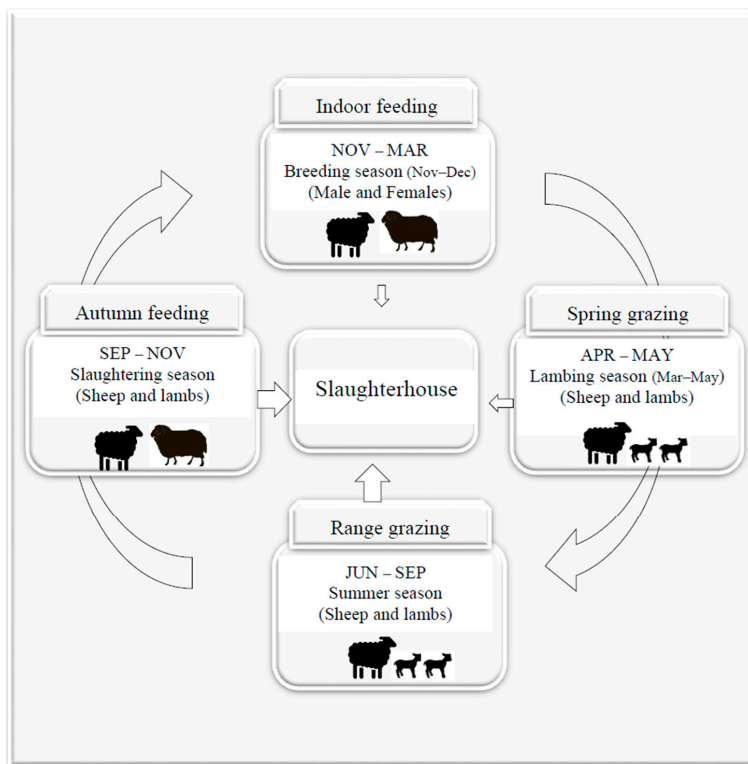 Indoor feeding
NOV – MAR
Breeding season (Nov–Dec)
(Male and Females)
Autumn feeding
SEP – NOV
Slaughtering season
(Sheep and lambs)
Slaughterhouse
Spring grazing
APR – MAY
Lambing season (Mar–May)
(Sheep and lambs)
Range grazing
JUN – SEP
Summer season
(Sheep and lambs)